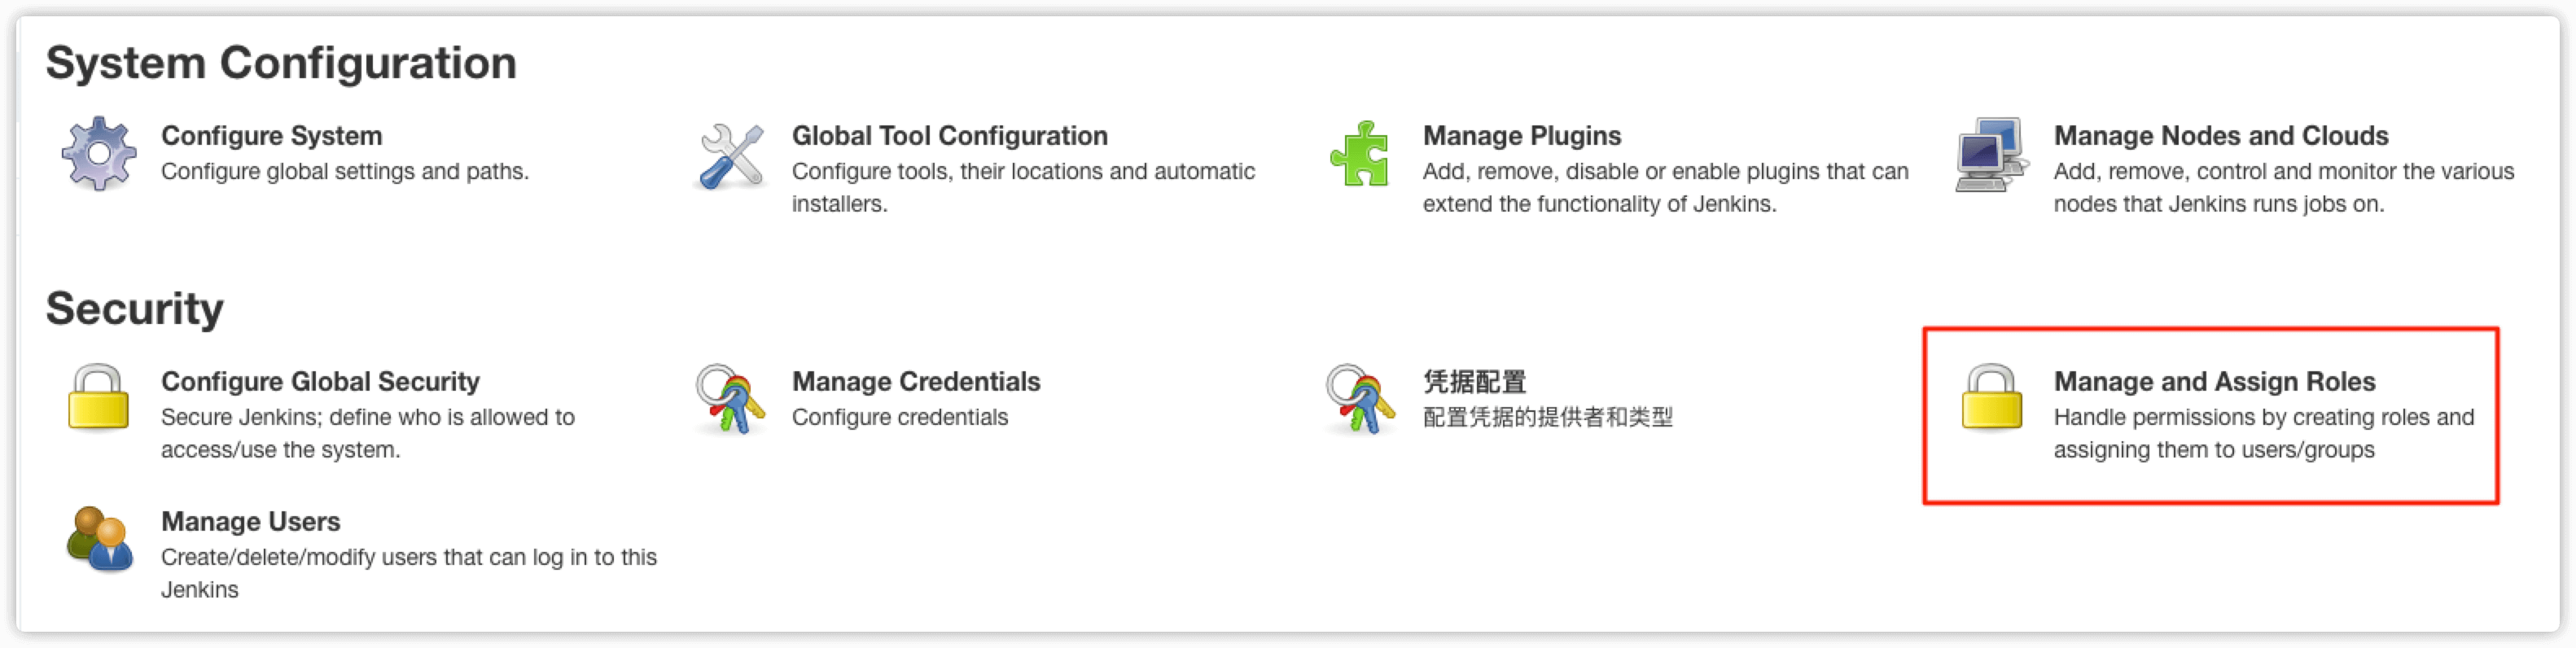 System Configuration
Configure System
Configure global settings and paths.
Global Tool Configuration
Configure tools, their locations and automatic
installers.
Manage Plugins
Add, remove, disable or enable plugins that can
extend the functionality of Jenkins.
Manage Nodes and Clouds
Add, remove, control and monitor the various
nodes that Jenkins runs jobs on.
Security
Configure Global Security
Secure Jenkins; define who is allowed to
access/use the system.
Manage Credentials
Configure credentials
凭据配置
配置凭据的提供者和类型
Manage and Assign Roles
Handle permissions by creating roles and
assigning them to users/groups
Manage Users
Create/delete/modify users that can log in to this
Jenkins